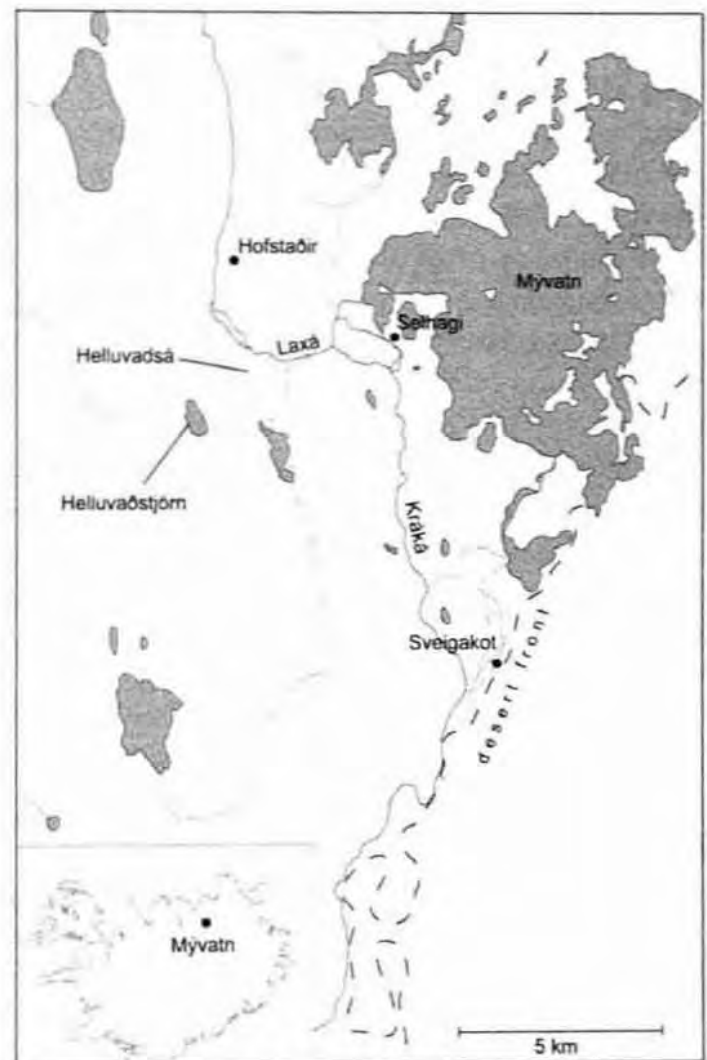 Hofstaðir
Mývatn
Selhagi
Laxá
Helluvadsá
Helluvaðstjörn
Kráká
Sveigakot
desert front
Mývatn
5 km